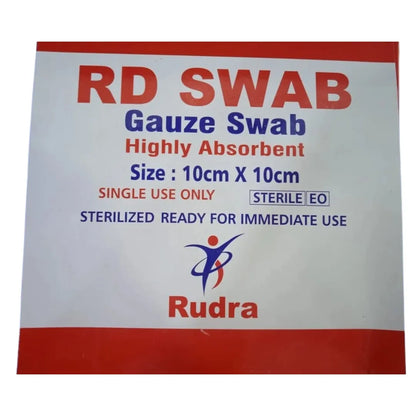 RD SWAB
Gauze Swab
Highly Absorbent
Size : 10cm X 10cm
SINGLE USE ONLY STERILE EO
STERILIZED READY FOR IMMEDIATE USE
Rudra